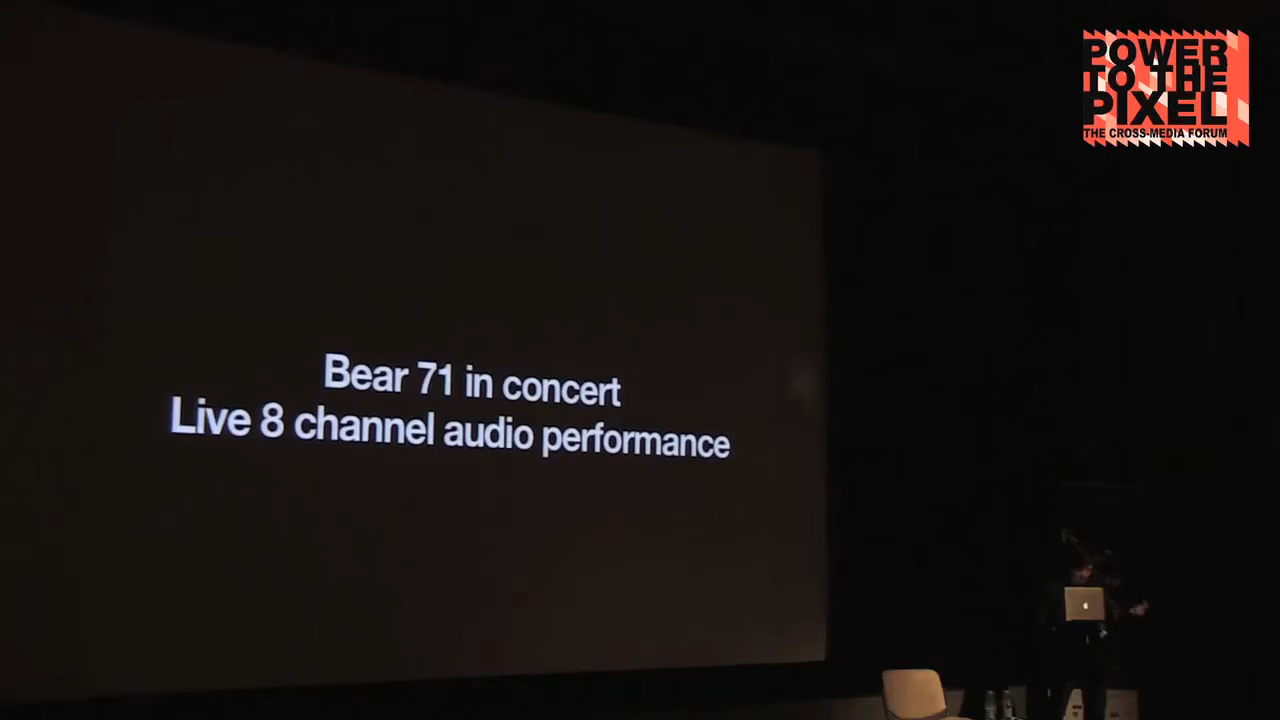 POWER
TO THE
PIXEL
THE CROSS-MEDIA FORUM
Bear 71 in concert
Live 8 channel audio performance